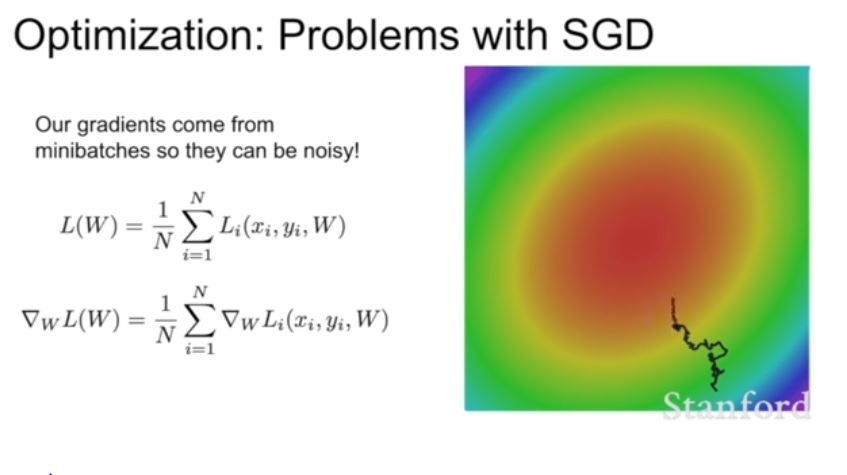 Optimization: Problems with SGD
Our gradients come from
minibatches so they can be noisy!
L(W) = \frac{1}{N} \sum_{i=1}^{N} L_i(x_i, y_i, W)
\nabla_W L(W) = \frac{1}{N} \sum_{i=1}^{N} \nabla_W L_i(x_i, y_i, W)
Stanford